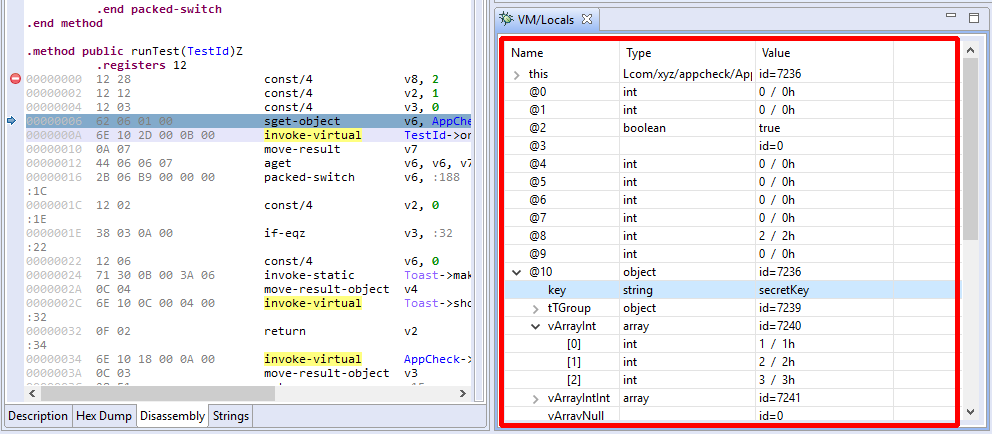 .end packed-switch
.end method
.method public runTest(TestId)Z
.registers 12
00000000 12 28 const/4 v8, 2
00000002 12 12 const/4 v2, 1
00000004 12 03 const/4 v3, 0
00000006 62 06 01 00 sget-object v6, AppChe
0000000A 6E 10 2D 00 0B 00 invoke-virtual TestId->or
00000010 0A 07 move-result v7
00000012 44 06 06 07 aget v6, v6, v7
00000016 2B 06 B9 00 00 00 packed-switch v6, :188
:1C
0000001C 12 02 const/4 v2, 0
:1E
0000001E 38 03 0A 00 if-eqz v3, :32
:22
00000022 12 06 const/4 v6, 0
00000024 71 30 0B 00 3A 06 invoke-static Toast->mak
0000002A 0C 04 move-result-object v4
0000002C 6E 10 0C 00 04 00 invoke-virtual Toast->sho
:32
00000032 0F 02 return v2
:34
00000034 6E 10 18 00 0A 00 invoke-virtual AppCheck->
0000003A 0C 03 move-result-object v3
Description Hex Dump Disassembly Strings
VM/Locals
Name Type Value
this Lcom/xyz/appcheck/App id=7236
@0 int 0 / 0h
@1 int 0 / 0h
@2 boolean true
@3 id=0
@4 int 0 / 0h
@5 int 0 / 0h
@6 int 0 / 0h
@7 int 0 / 0h
@8 int 2 / 2h
@9 int 0 / 0h
@10 object id=7236
key string secretKey
tTGroup object id=7239
vArrayInt array id=7240
[0] int 1 / 1h
[1] int 2 / 2h
[2] int 3 / 3h
vArrayIntInt array id=7241
vArrayNull id=0